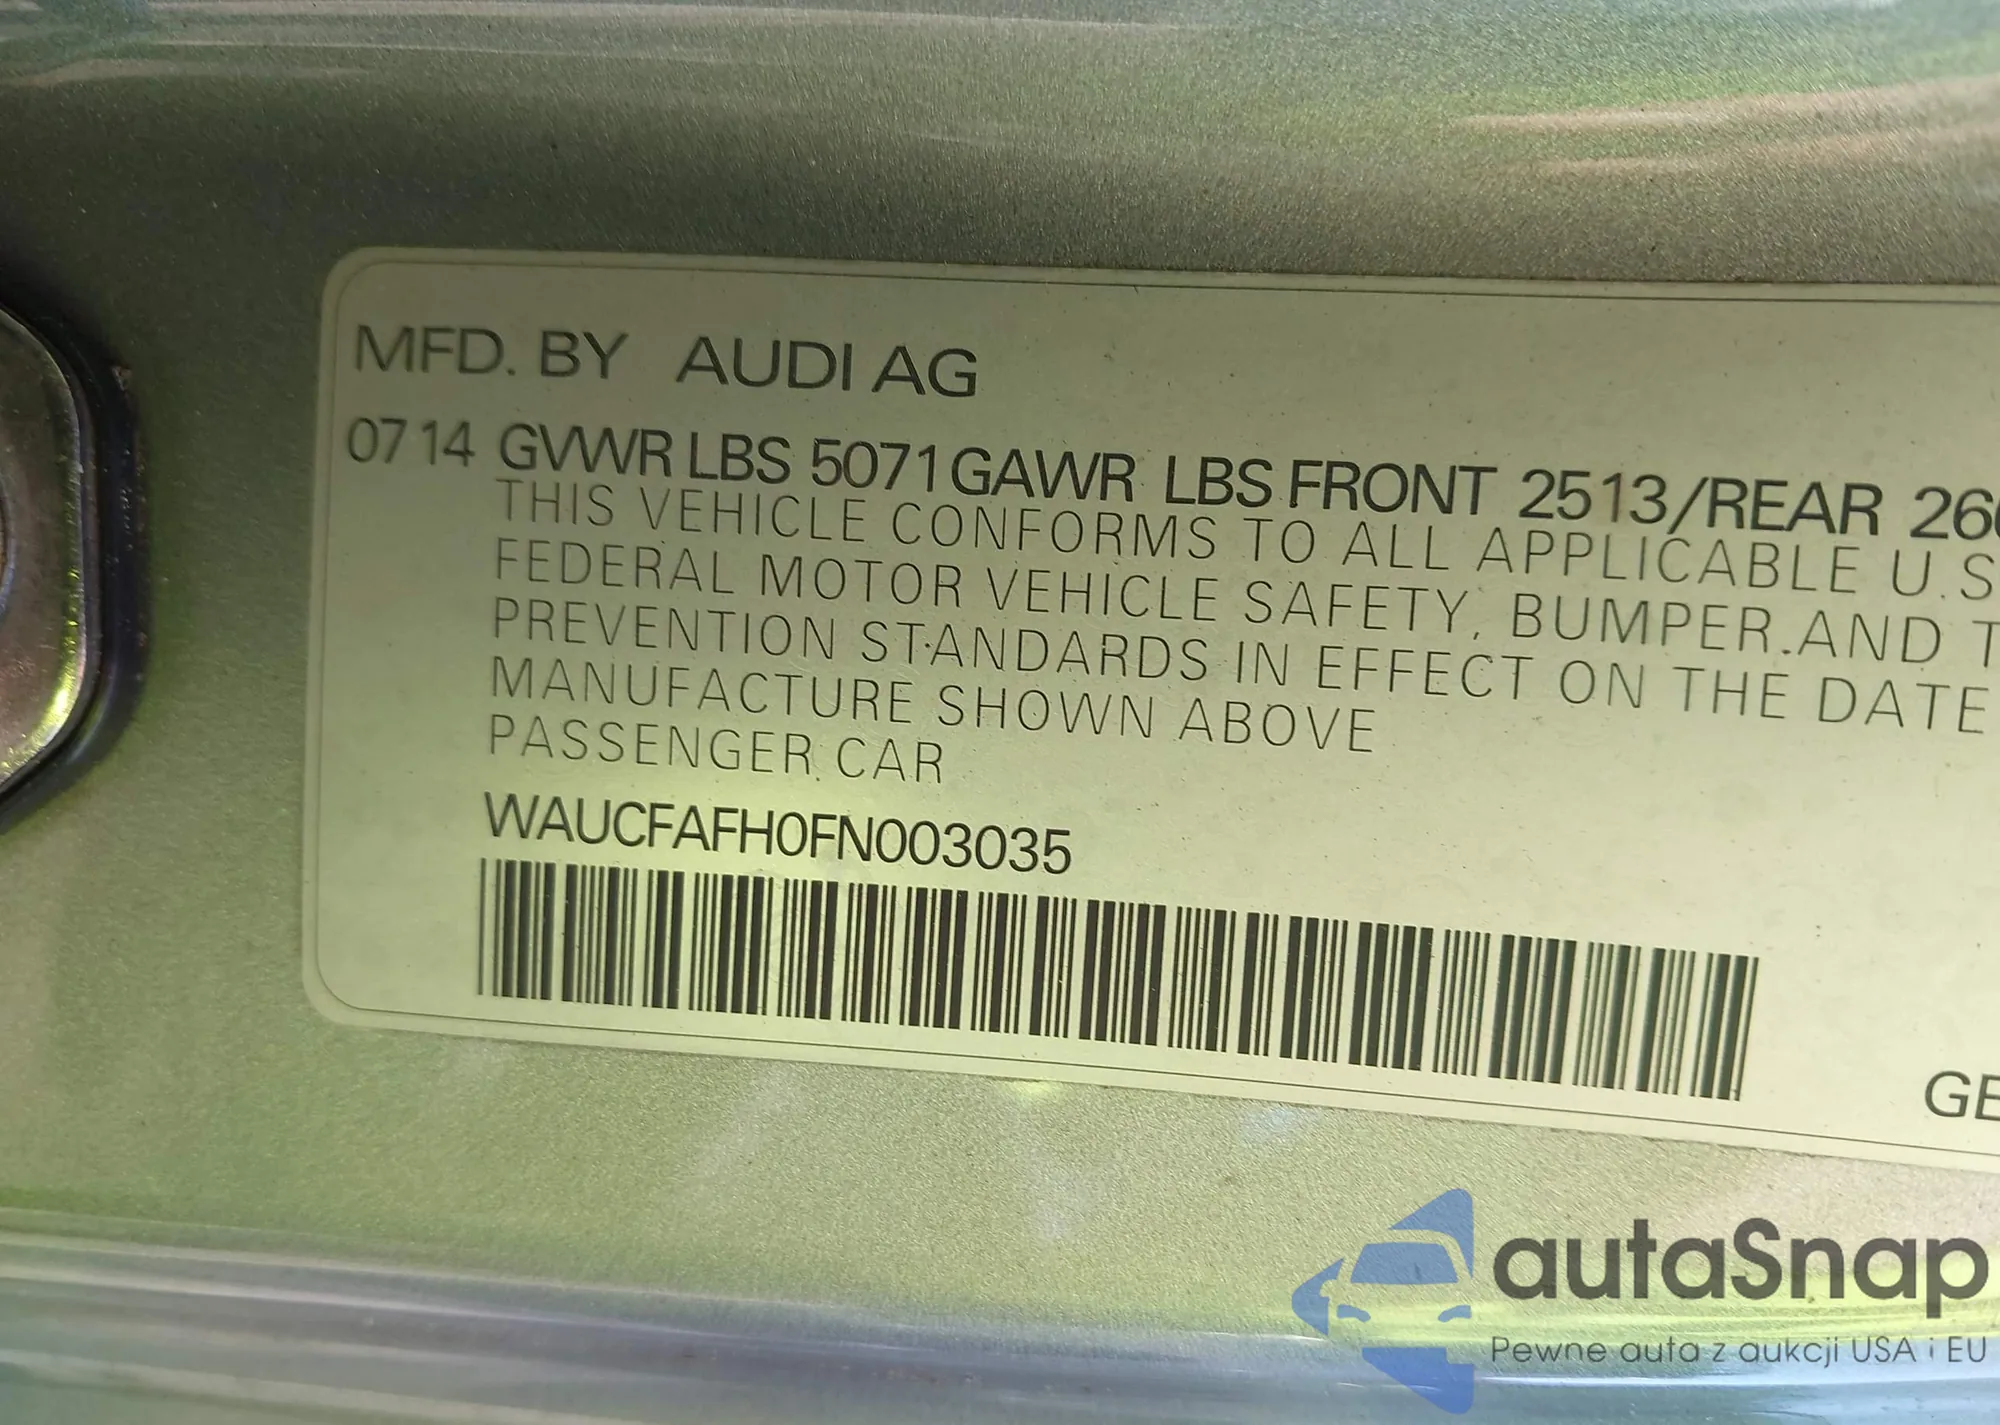 MFD. BY AUDI AG
0714 GVWR LBS 5071 GAWR LBS FRONT 2513/REAR 26
THIS VEHICLE CONFORMS TO ALL APPLICABLE U.S
FEDERAL MOTOR VEHICLE SAFETY, BUMPER.AND T
PREVENTION STANDARDS IN EFFECT ON THE DATE
MANUFACTURE SHOWN ABOVE
PASSENGER CAR
WAUCFAFH0FN003035
GE
autaSnap
Pewne auta z aukcji USA i EU